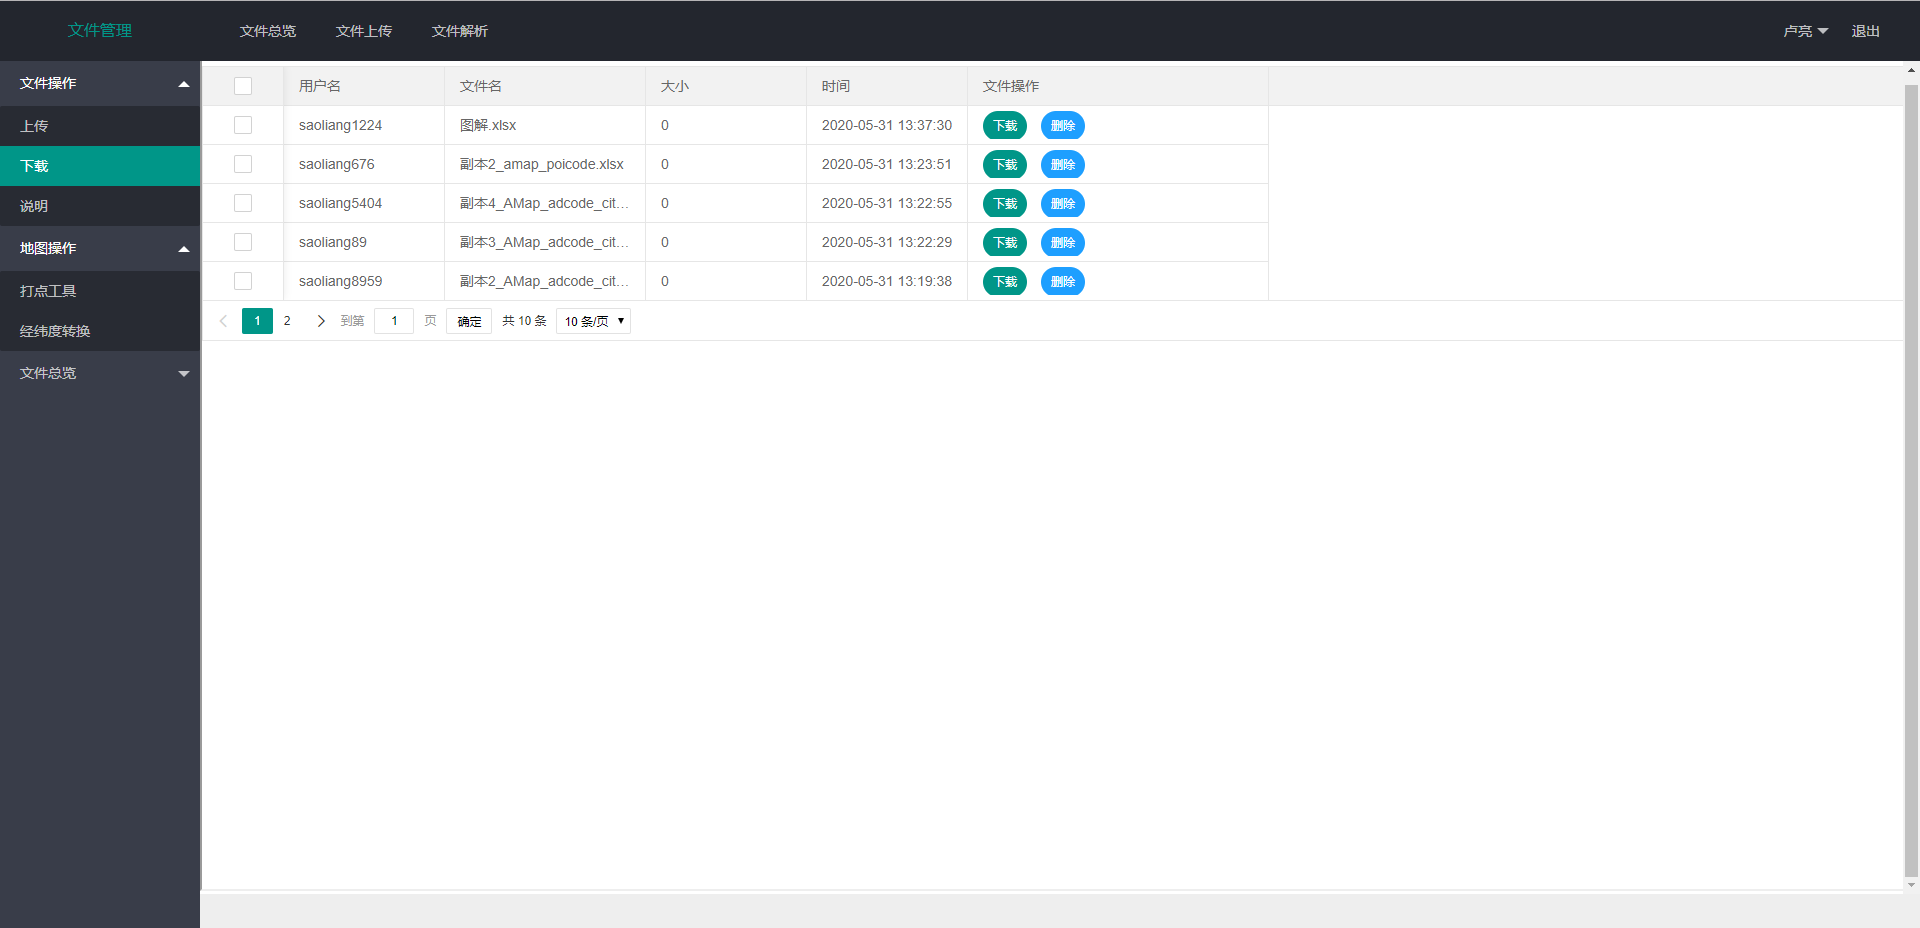 文件管理 文件总览 文件上传 文件解析 卢亮 退出
文件操作
上传
下载
说明
地图操作
打点工具
经纬度转换
文件总览
用户名 文件名 大小 时间 文件操作
saoliang1224 图解.xlsx 0 2020-05-31 13:37:30 下载 删除
saoliang676 副本2_amap_poicode.xlsx 0 2020-05-31 13:23:51 下载 删除
saoliang5404 副本4_AMap_adcode_cit... 0 2020-05-31 13:22:55 下载 删除
saoliang89 副本3_AMap_adcode_cit... 0 2020-05-31 13:22:29 下载 删除
saoliang8959 副本2_AMap_adcode_cit... 0 2020-05-31 13:19:38 下载 删除
1 2 到第 1 页 确定 共 10 条 10 条/页